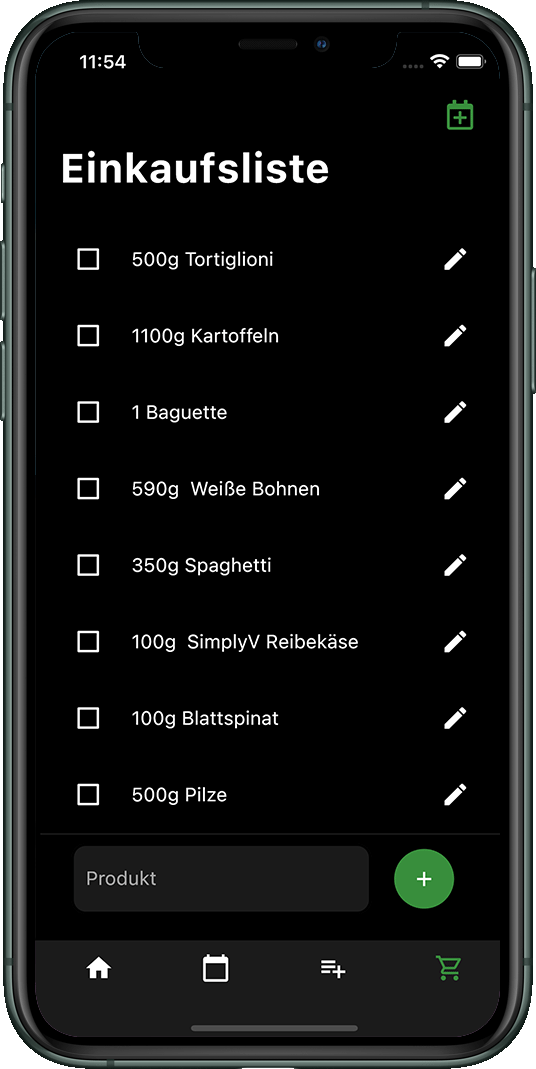 11:54
Einkaufsliste
500g Tortiglioni
1100g Kartoffeln
1 Baguette
590g  Weiße Bohnen
350g Spaghetti
100g  SimplyV Reibekäse
100g Blattspinat
500g Pilze
Produkt